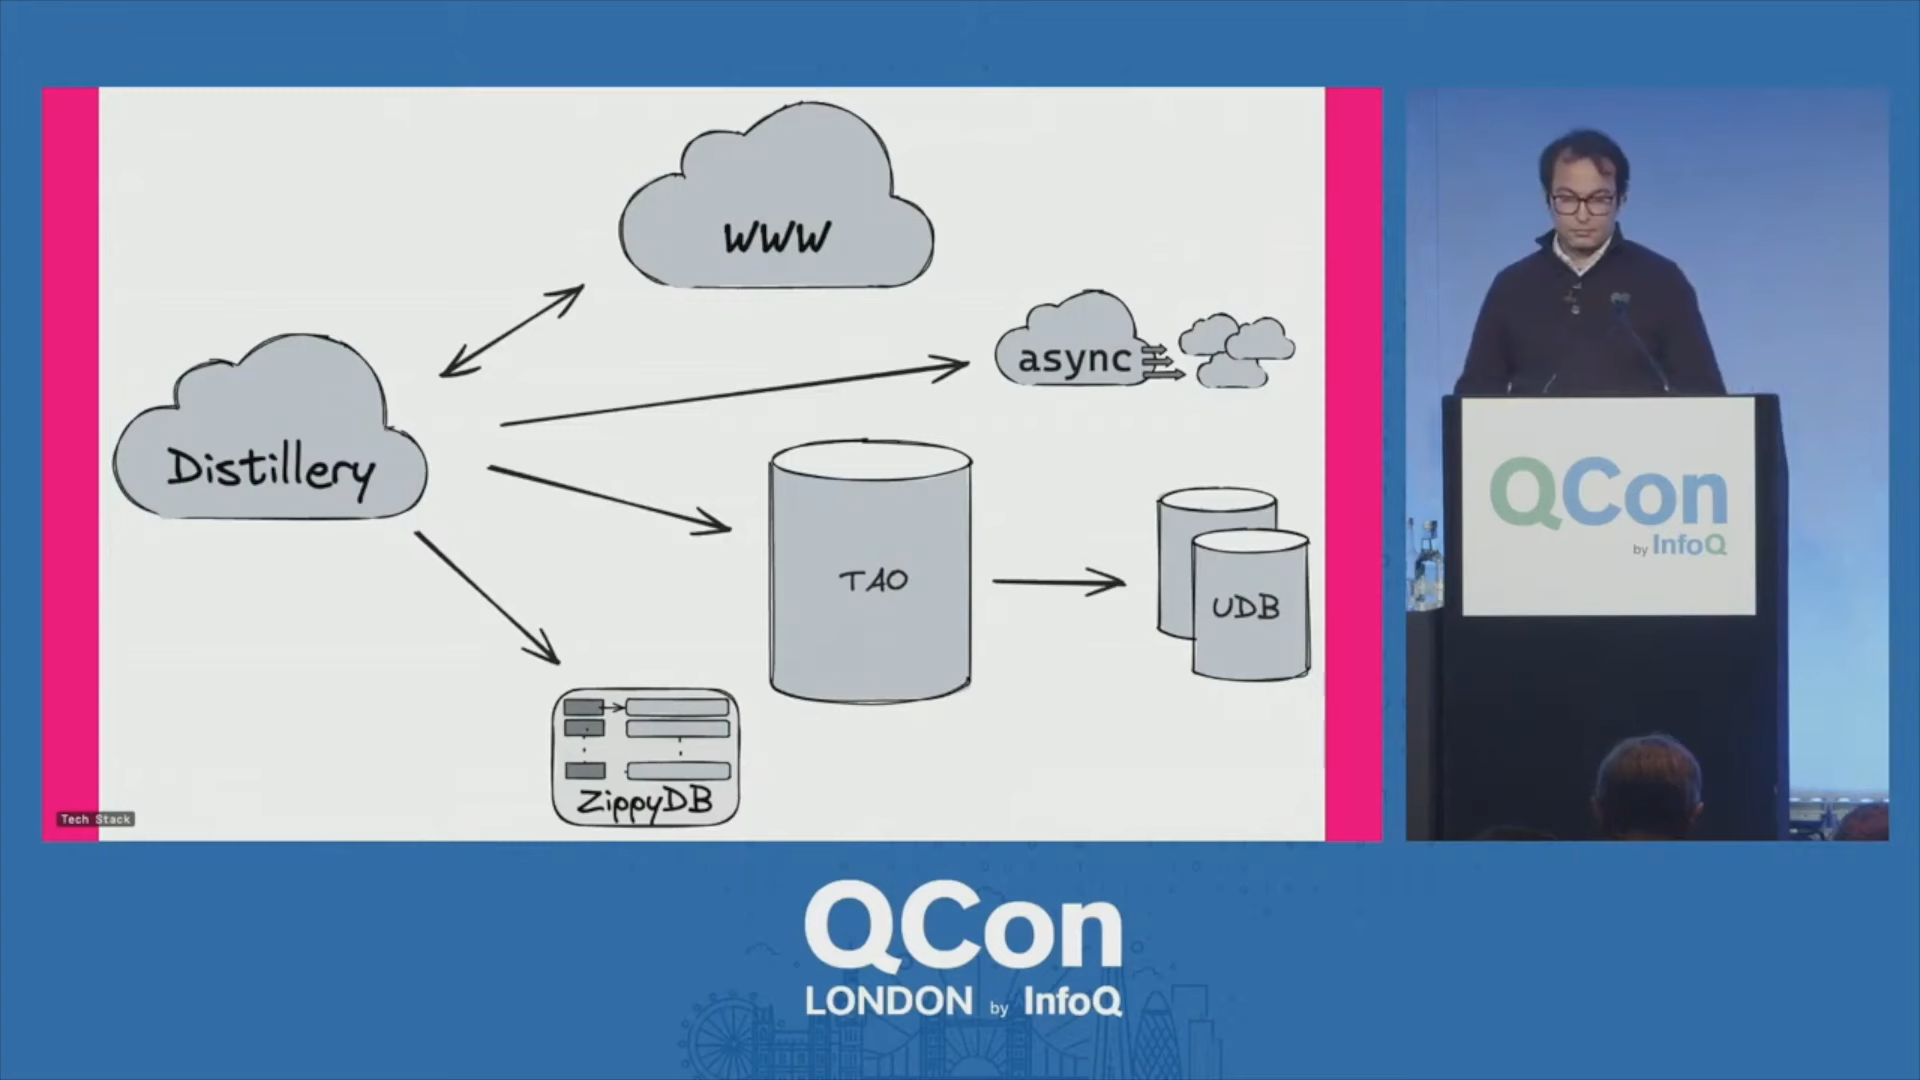 WWW
async
Distillery
TAO
UDB
ZippyDB
Tech Stack
QCon
by InfoQ
QCon
LONDON by InfoQ